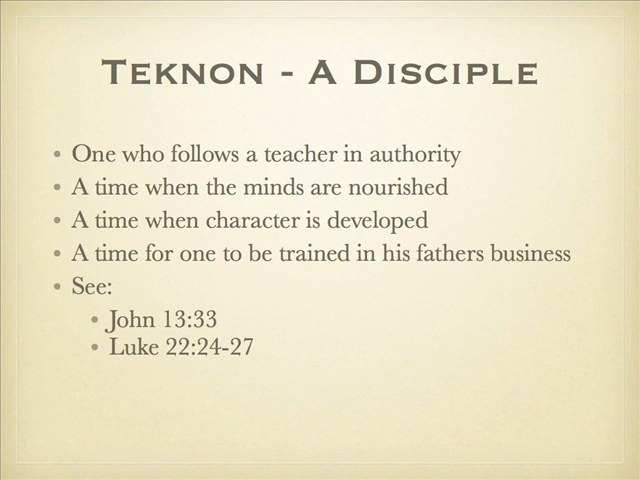 Teknon - A Disciple
• One who follows a teacher in authority
• A time when the minds are nourished
• A time when character is developed
• A time for one to be trained in his fathers business
• See:
• John 13:33
• Luke 22:24-27